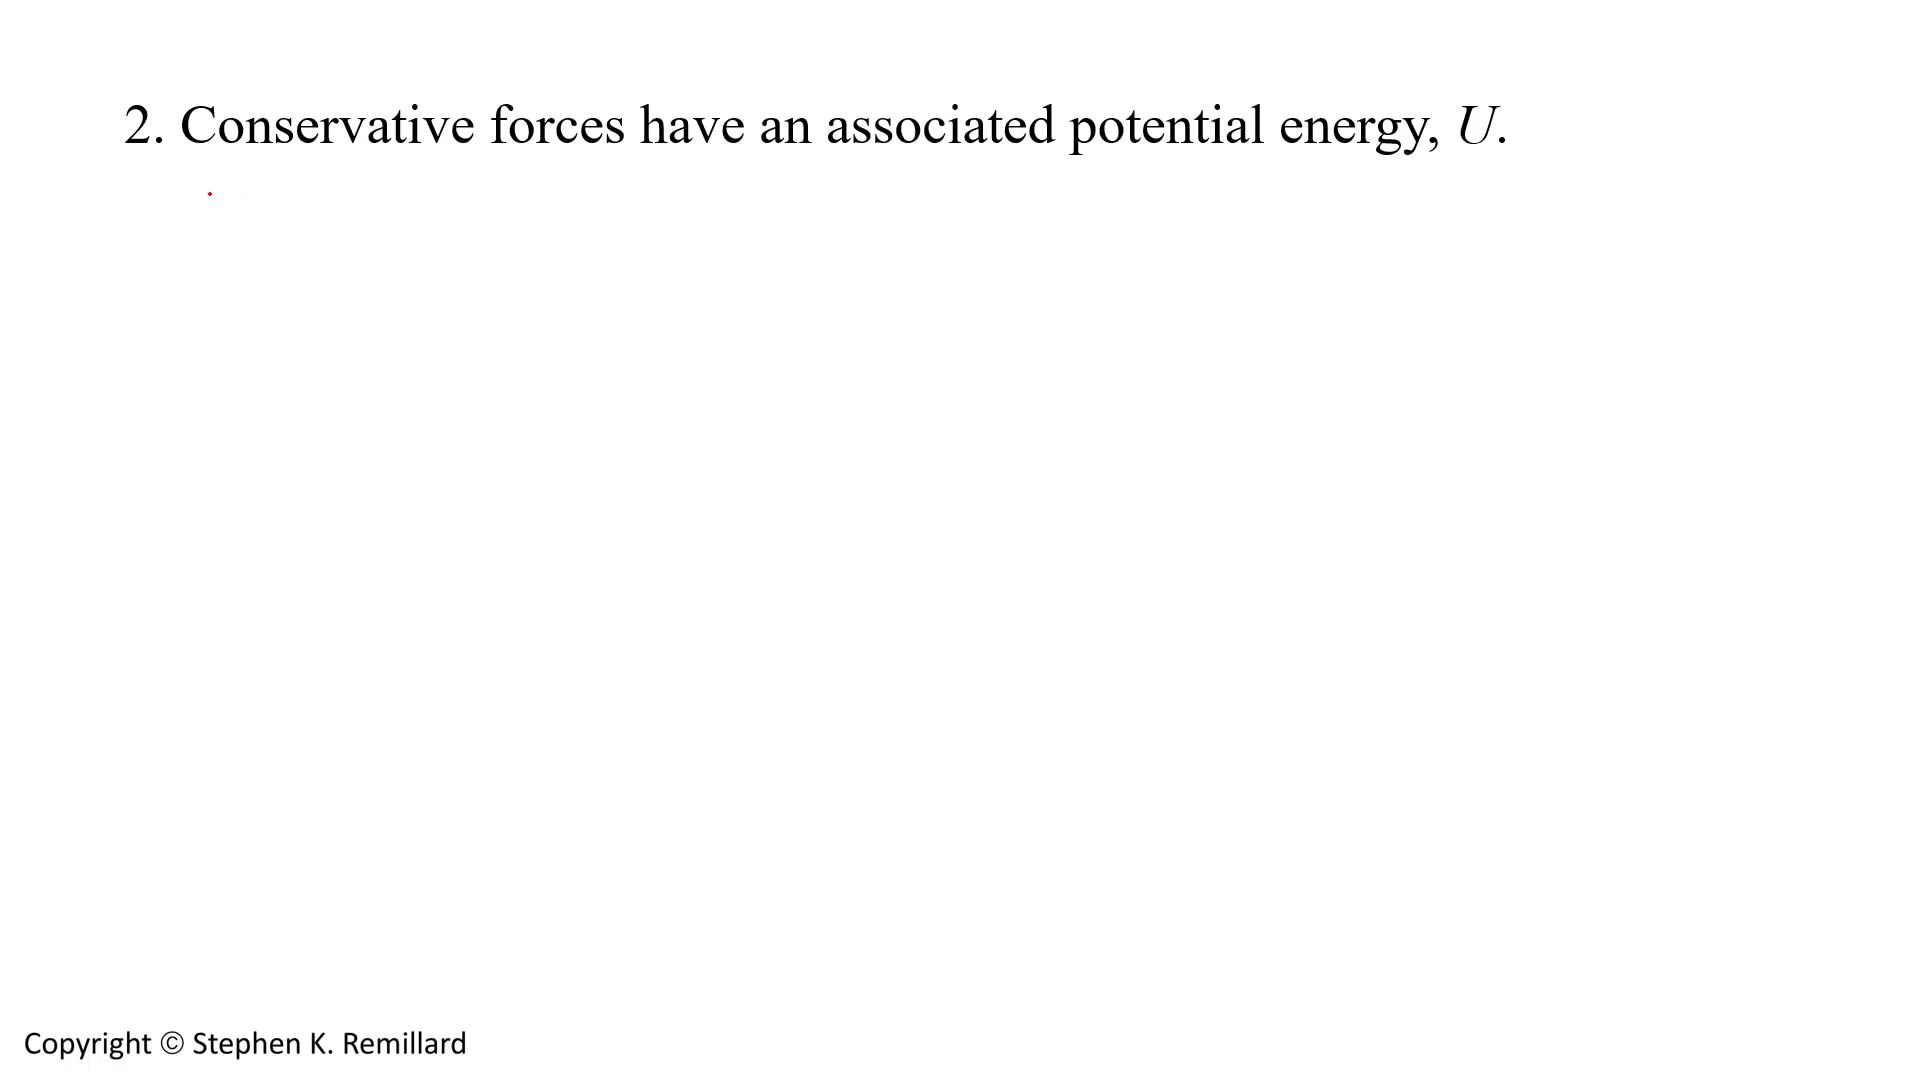 2. Conservative forces have an associated potential energy, U.
Copyright © Stephen K. Remillard